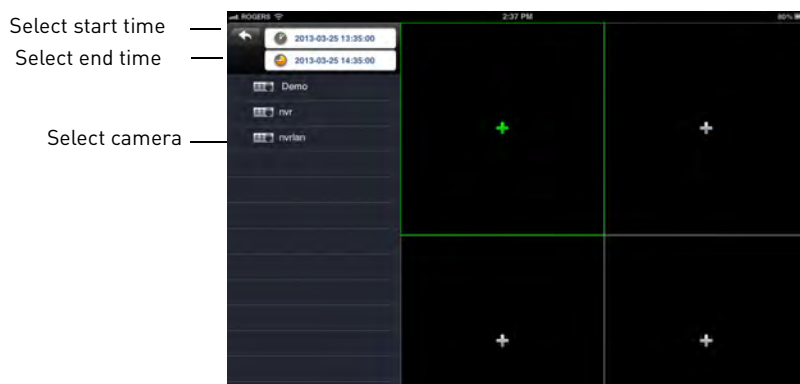 ROGERS 2:37 PM 80%
Select start time
2013-03-25 13:35:00
Select end time
2013-03-25 14:35:00
Demo
nvr
Select camera
nvrlan